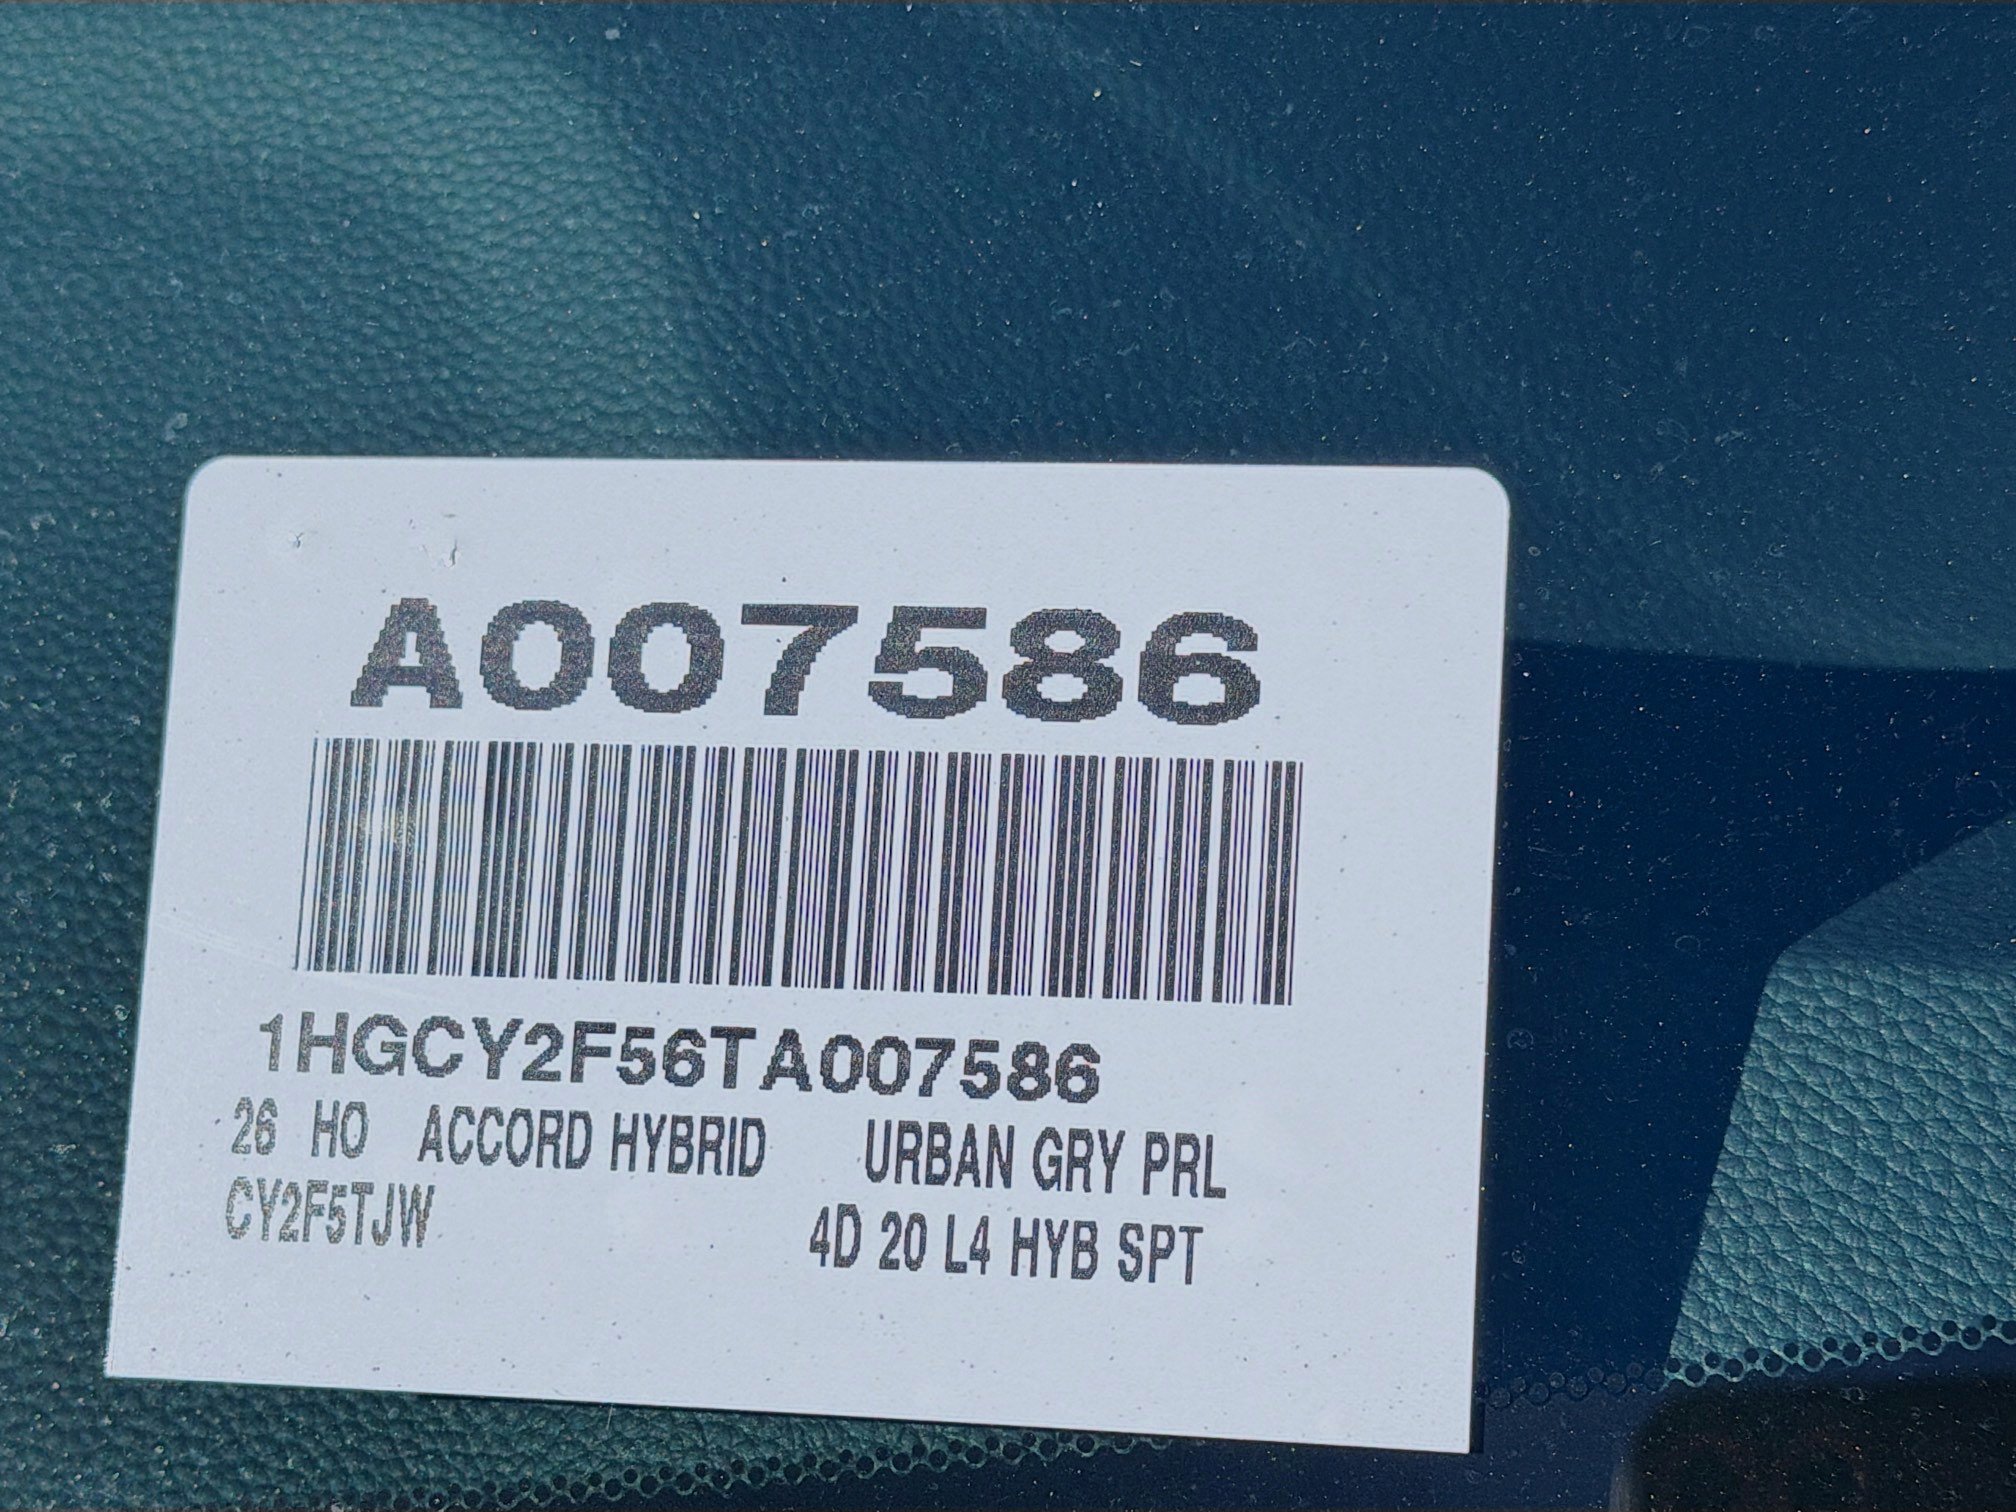 A007586
1HGCY2F56TA007586
26 HO ACCORD HYBRID URBAN GRY PRL
CY2F5TJW 4D 20 L4 HYB SPT